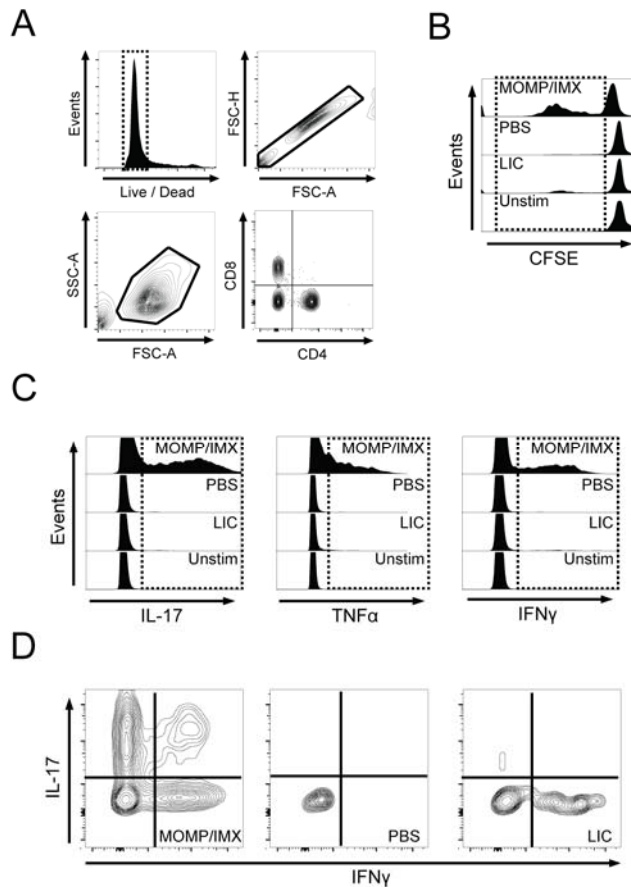 A
Events
Live / Dead
FSC-H
FSC-A
SSC-A
FSC-A
CD8
CD4
B
Events
MOMP/IMX
PBS
LIC
Unstim
CFSE
C
Events
MOMP/IMX
PBS
LIC
Unstim
IL-17
MOMP/IMX
PBS
LIC
Unstim
TNFα
MOMP/IMX
PBS
LIC
Unstim
IFNγ
D
IL-17
MOMP/IMX
PBS
LIC
IFNγ